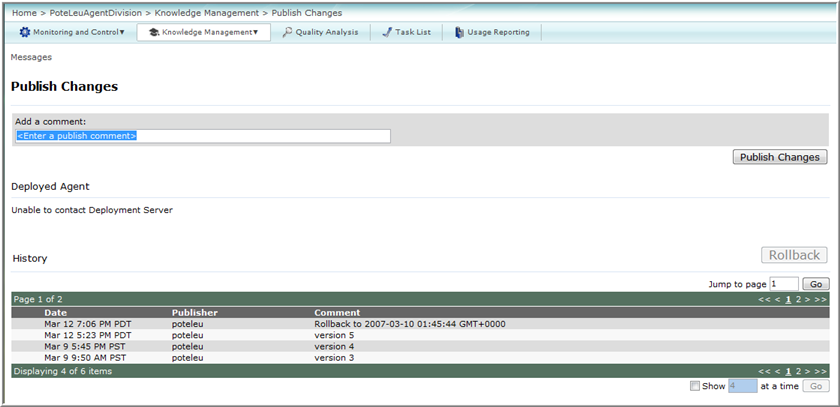 Home > PoteLeuAgentDivision > Knowledge Management > Publish Changes
Monitoring and Control▼ Knowledge Management▼ Quality Analysis Task List Usage Reporting
Messages
Publish Changes
Add a comment:
<Enter a publish comment>
Publish Changes
Deployed Agent
Unable to contact Deployment Server
History
Rollback
Jump to page 1 Go
Page 1 of 2 << < 1 2 > >>
Date Publisher Comment
Mar 12 7:06 PM PDT poteleu Rollback to 2007-03-10 01:45:44 GMT+0000
Mar 12 5:23 PM PDT poteleu version 5
Mar 9 5:45 PM PST poteleu version 4
Mar 9 9:50 AM PST poteleu version 3
Displaying 4 of 6 items << < 1 2 > >>
Show 4 at a time Go